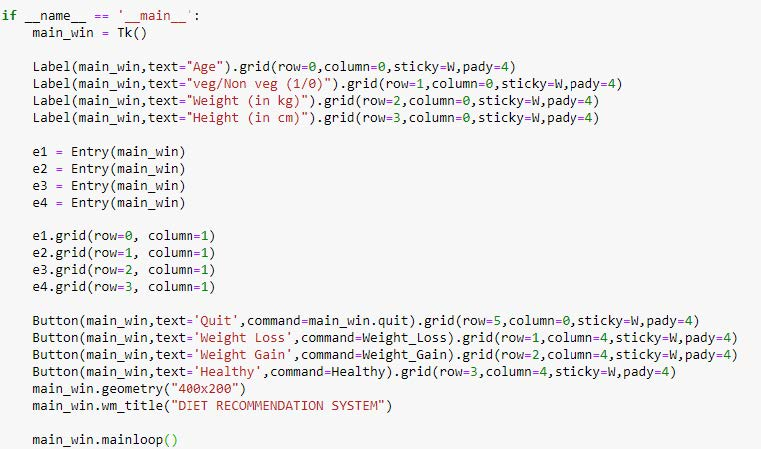 if __name__ == '__main__':
    main_win = Tk()

    Label(main_win,text="Age").grid(row=0,column=0,sticky=W,pady=4)
    Label(main_win,text="veg/Non veg (1/0)").grid(row=1,column=0,sticky=W,pady=4)
    Label(main_win,text="Weight (in kg)").grid(row=2,column=0,sticky=W,pady=4)
    Label(main_win,text="Height (in cm)").grid(row=3,column=0,sticky=W,pady=4)

    e1 = Entry(main_win)
    e2 = Entry(main_win)
    e3 = Entry(main_win)
    e4 = Entry(main_win)

    e1.grid(row=0, column=1)
    e2.grid(row=1, column=1)
    e3.grid(row=2, column=1)
    e4.grid(row=3, column=1)

    Button(main_win,text='Quit',command=main_win.quit).grid(row=5,column=0,sticky=W,pady=4)
    Button(main_win,text='Weight Loss',command=Weight_Loss).grid(row=1,column=4,sticky=W,pady=4)
    Button(main_win,text='Weight Gain',command=Weight_Gain).grid(row=2,column=4,sticky=W,pady=4)
    Button(main_win,text='Healthy',command=Healthy).grid(row=3,column=4,sticky=W,pady=4)
    main_win.geometry("400x200")
    main_win.wm_title("DIET RECOMMENDATION SYSTEM")

    main_win.mainloop()